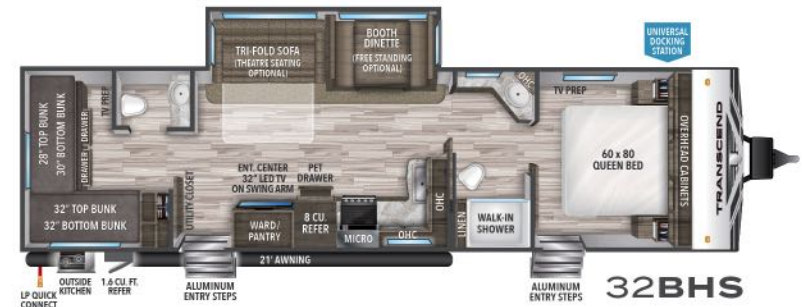 TRI-FOLD SOFA
(THEATRE SEATING
OPTIONAL)
BOOTH
DINETTE
(FREE STANDING
OPTIONAL)
UNIVERSAL
DOCKING
STATION
28" TOP BUNK
30" BOTTOM BUNK
DRAWER
DRAWER
TV PREP
OHC
TV PREP
60 x 80
QUEEN BED
OVERHEAD CABINETS
TRANSCEND
32" TOP BUNK
32" BOTTOM BUNK
UTILITY CLOSET
ENT. CENTER
32" LED TV
ON SWING ARM
PET
DRAWER
WARD/
PANTRY
8 CU.
REFER
MICRO
OHC
OHC
LINEN
WALK-IN
SHOWER
21' AWNING
LP QUICK
CONNECT
OUTSIDE
KITCHEN
1.6 CU. FT.
REFER
ALUMINUM
ENTRY STEPS
ALUMINUM
ENTRY STEPS
32BHS